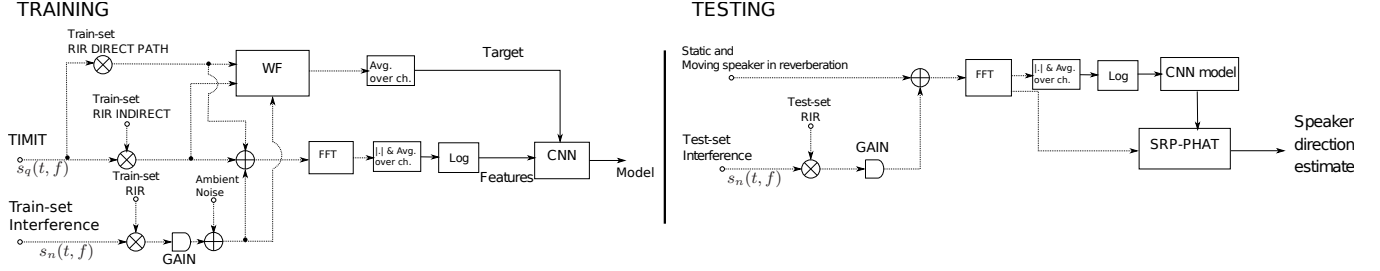 TRAINING
Train-set
RIR DIRECT PATH
WF
Avg.
over ch.
Target
Train-set
RIR INDIRECT
TIMIT
s_q(t, f)
FFT
|.| & Avg.
over ch.
Log
Features
CNN
Model
Train-set
RIR
Ambient
Noise
Train-set
Interference
s_n(t, f)
GAIN
TESTING
Static and
Moving speaker in reverberation
FFT
|.| & Avg.
over ch.
Log
CNN model
Test-set
RIR
Test-set
Interference
s_n(t, f)
GAIN
SRP-PHAT
Speaker
direction
estimate